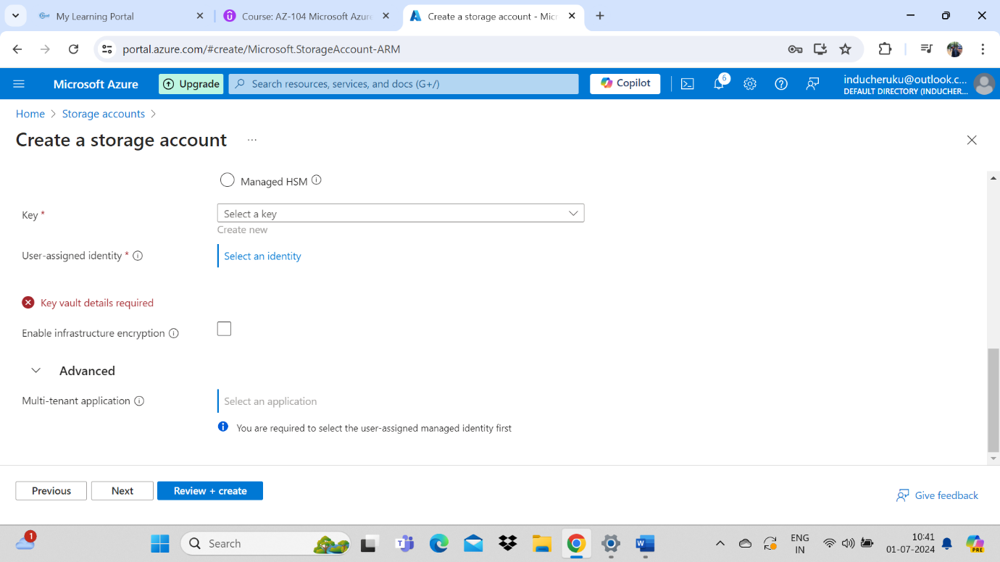 My Learning Portal
Course: AZ-104 Microsoft Azure
Create a storage account - Micr
portal.azure.com/#create/Microsoft.StorageAccount-ARM
Microsoft Azure
Upgrade
Search resources, services, and docs (G+/)
Copilot
6
inducheruku@outlook.c...
DEFAULT DIRECTORY (INDUCHER...
Home > Storage accounts >
Create a storage account ...
Managed HSM
Key *
Select a key
Create new
User-assigned identity *
Select an identity
Key vault details required
Enable infrastructure encryption
Advanced
Multi-tenant application
Select an application
You are required to select the user-assigned managed identity first
Previous
Next
Review + create
Give feedback
1
Search
ENG
IN
10:41
01-07-2024
PRE